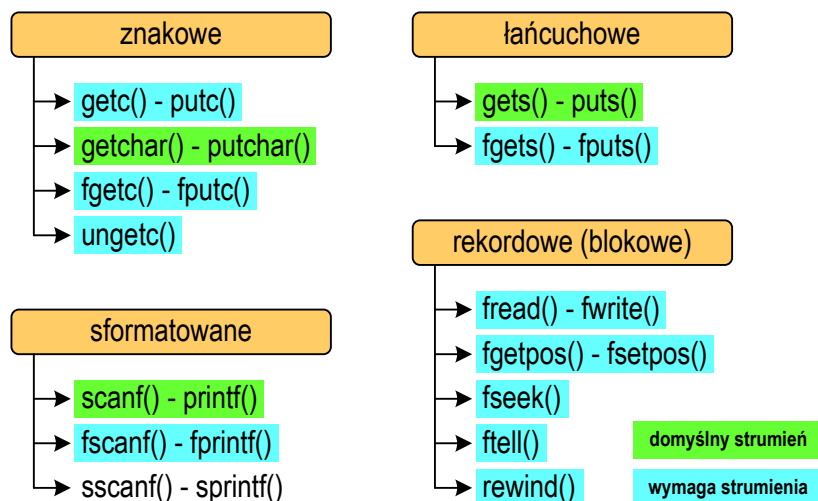 znakowe
getc() - putc()
getchar() - putchar()
fgetc() - fputc()
ungetc()
sformatowane
scanf() - printf()
fscanf() - fprintf()
sscanf() - sprintf()
łańcuchowe
gets() - puts()
fgets() - fputs()
rekordowe (blokowe)
fread() - fwrite()
fgetpos() - fsetpos()
fseek()
ftell()
rewind()
domyślny strumień
wymaga strumienia